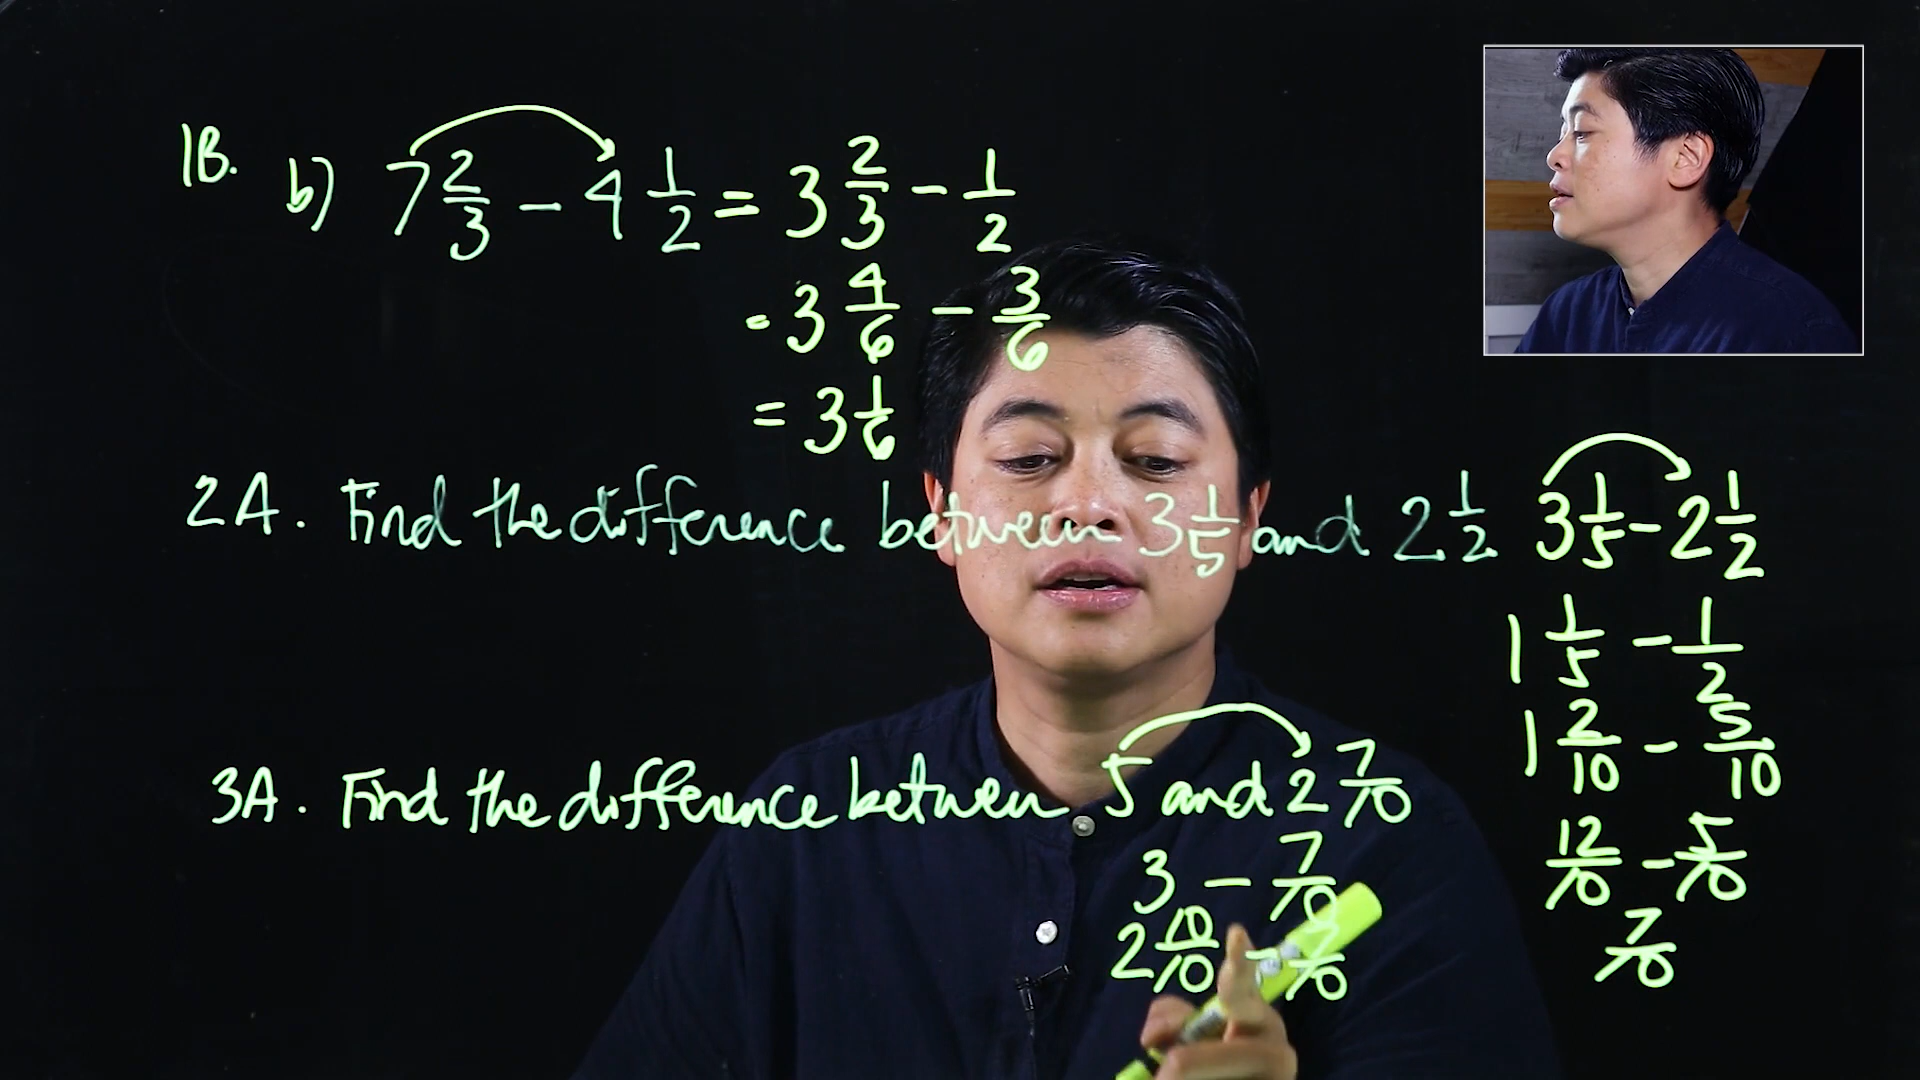 1B. b) 7 2/3 - 4 1/2 = 3 2/3 - 1/2
= 3 4/6 - 3/6
= 3 1/6
2A. Find the difference between 3 1/5 and 2 1/2
3 1/5 - 2 1/2
1 1/5 - 1/2
1 2/10 - 5/10
12/10 - 5/10
7/10
3A. Find the difference between 5 and 2 7/10
3 - 7/10
2 10/10 - 7/10